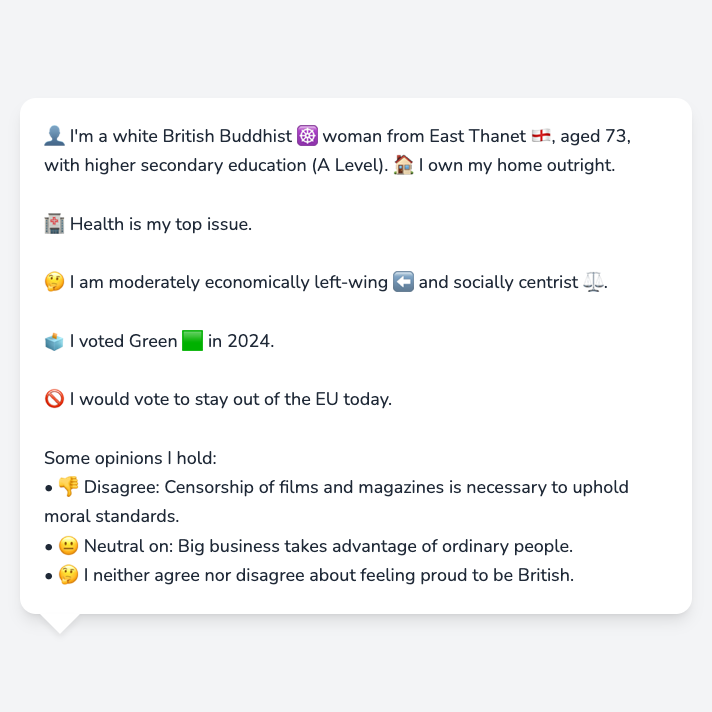 👤 I'm a white British Buddhist ☸️ woman from East Thanet 🏴󠁧󠁢󠁥󠁮󠁧󠁿, aged 73,
with higher secondary education (A Level). 🏠 I own my home outright.
🏥 Health is my top issue.
🤔 I am moderately economically left-wing ⬅️ and socially centrist ⚖️.
🗳️ I voted Green 🟩 in 2024.
🚫 I would vote to stay out of the EU today.
Some opinions I hold:
• 👎 Disagree: Censorship of films and magazines is necessary to uphold
moral standards.
• 😐 Neutral on: Big business takes advantage of ordinary people.
• 🤔 I neither agree nor disagree about feeling proud to be British.